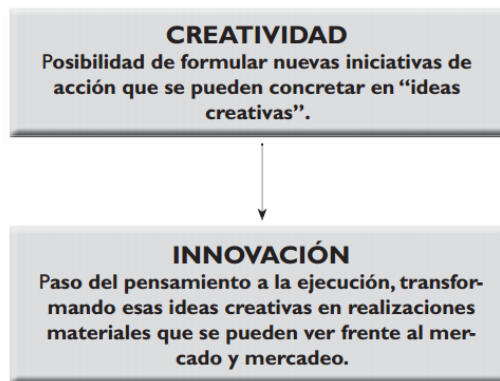 CREATIVIDAD
Posibilidad de formular nuevas iniciativas de
acción que se pueden concretar en “ideas
creativas”.
INNOVACIÓN
Paso del pensamiento a la ejecución, transfor-
mando esas ideas creativas en realizaciones
materiales que se pueden ver frente al mer-
cado y mercadeo.